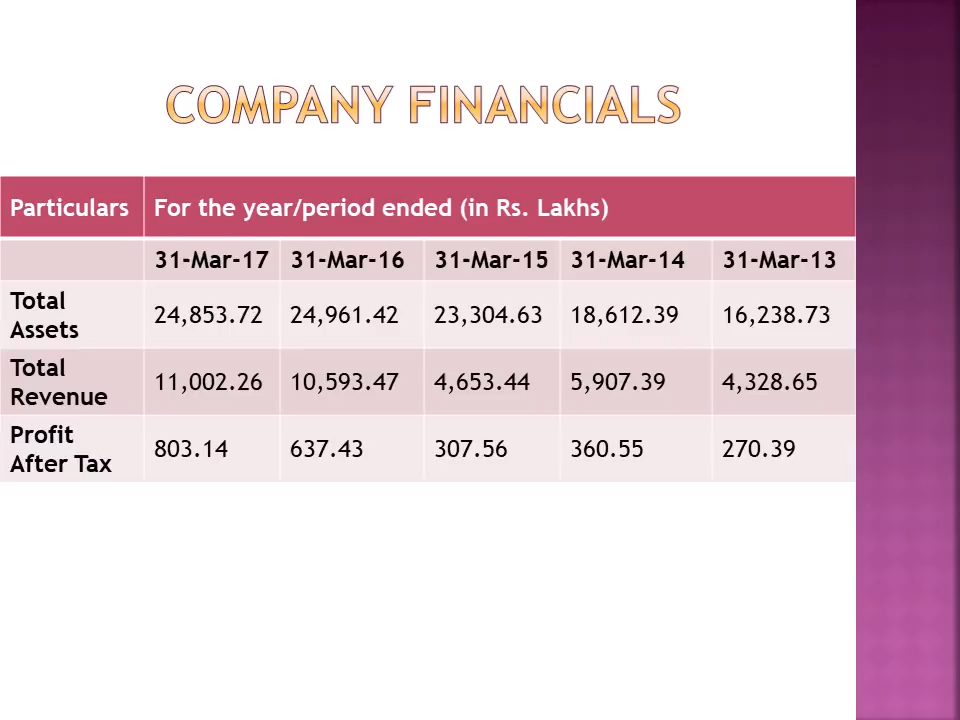 COMPANY FINANCIALS
Particulars For the year/period ended (in Rs. Lakhs)
31-Mar-17 31-Mar-16 31-Mar-15 31-Mar-14 31-Mar-13
Total
Assets 24,853.72 24,961.42 23,304.63 18,612.39 16,238.73
Total
Revenue 11,002.26 10,593.47 4,653.44 5,907.39 4,328.65
Profit
After Tax 803.14 637.43 307.56 360.55 270.39